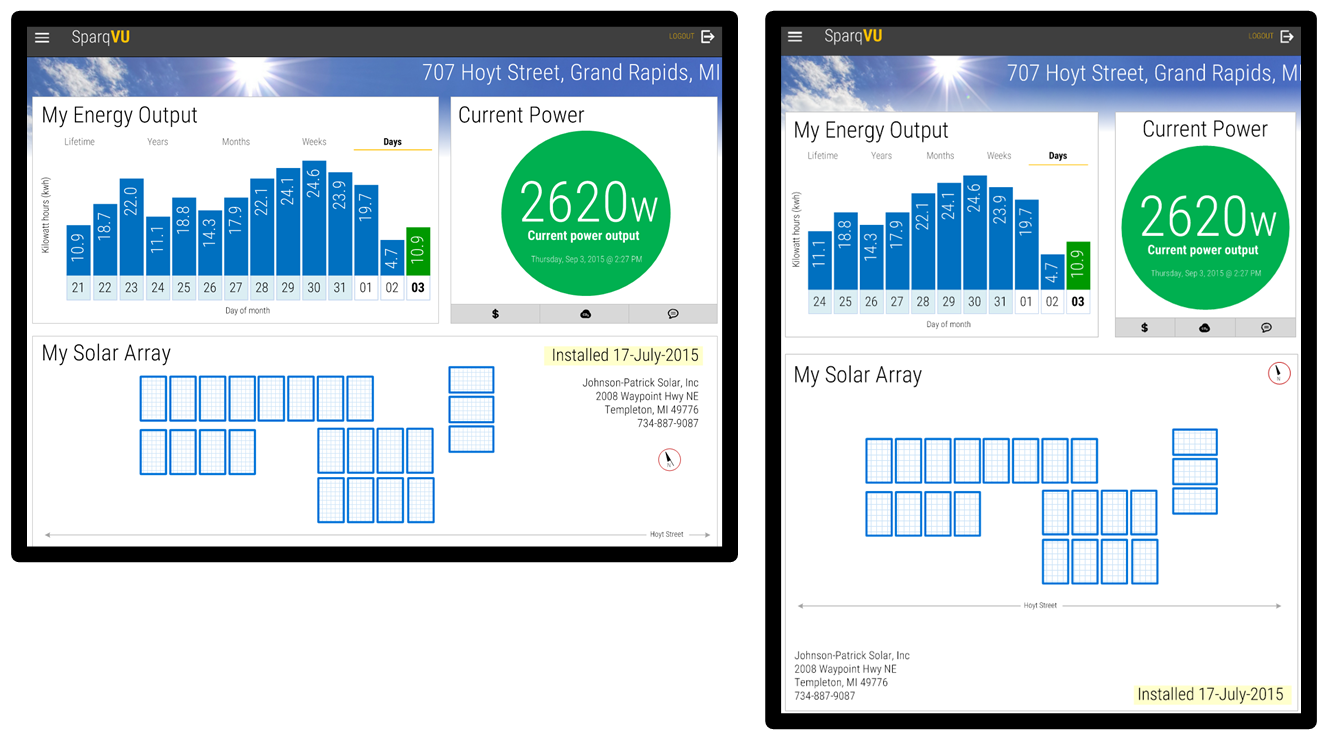 SparqVU
LOGOUT
707 Hoyt Street, Grand Rapids, MI
My Energy Output
Lifetime Years Months Weeks Days
Kilowatt hours (kwh)
10.9 18.7 22.0 11.1 18.8 14.3 17.9 22.1 24.1 24.6 23.9 19.7 4.7 10.9
21 22 23 24 25 26 27 28 29 30 31 01 02 03
Day of month
Current Power
2620W
Current power output
Thursday, Sep 3, 2015 @ 2:27 PM
$
My Solar Array
Installed 17-July-2015
Johnson-Patrick Solar, Inc
2008 Waypoint Hwy NE
Templeton, MI 49776
734-887-9087
N
Hoyt Street
SparqVU
LOGOUT
707 Hoyt Street, Grand Rapids, MI
My Energy Output
Lifetime Years Months Weeks Days
Kilowatt hours (kwh)
11.1 18.8 14.3 17.9 22.1 24.1 24.6 23.9 19.7 4.7 10.9
24 25 26 27 28 29 30 31 01 02 03
Day of month
Current Power
2620W
Current power output
Thursday, Sep 3, 2015 @ 2:27 PM
$
My Solar Array
N
Hoyt Street
Johnson-Patrick Solar, Inc
2008 Waypoint Hwy NE
Templeton, MI 49776
734-887-9087
Installed 17-July-2015